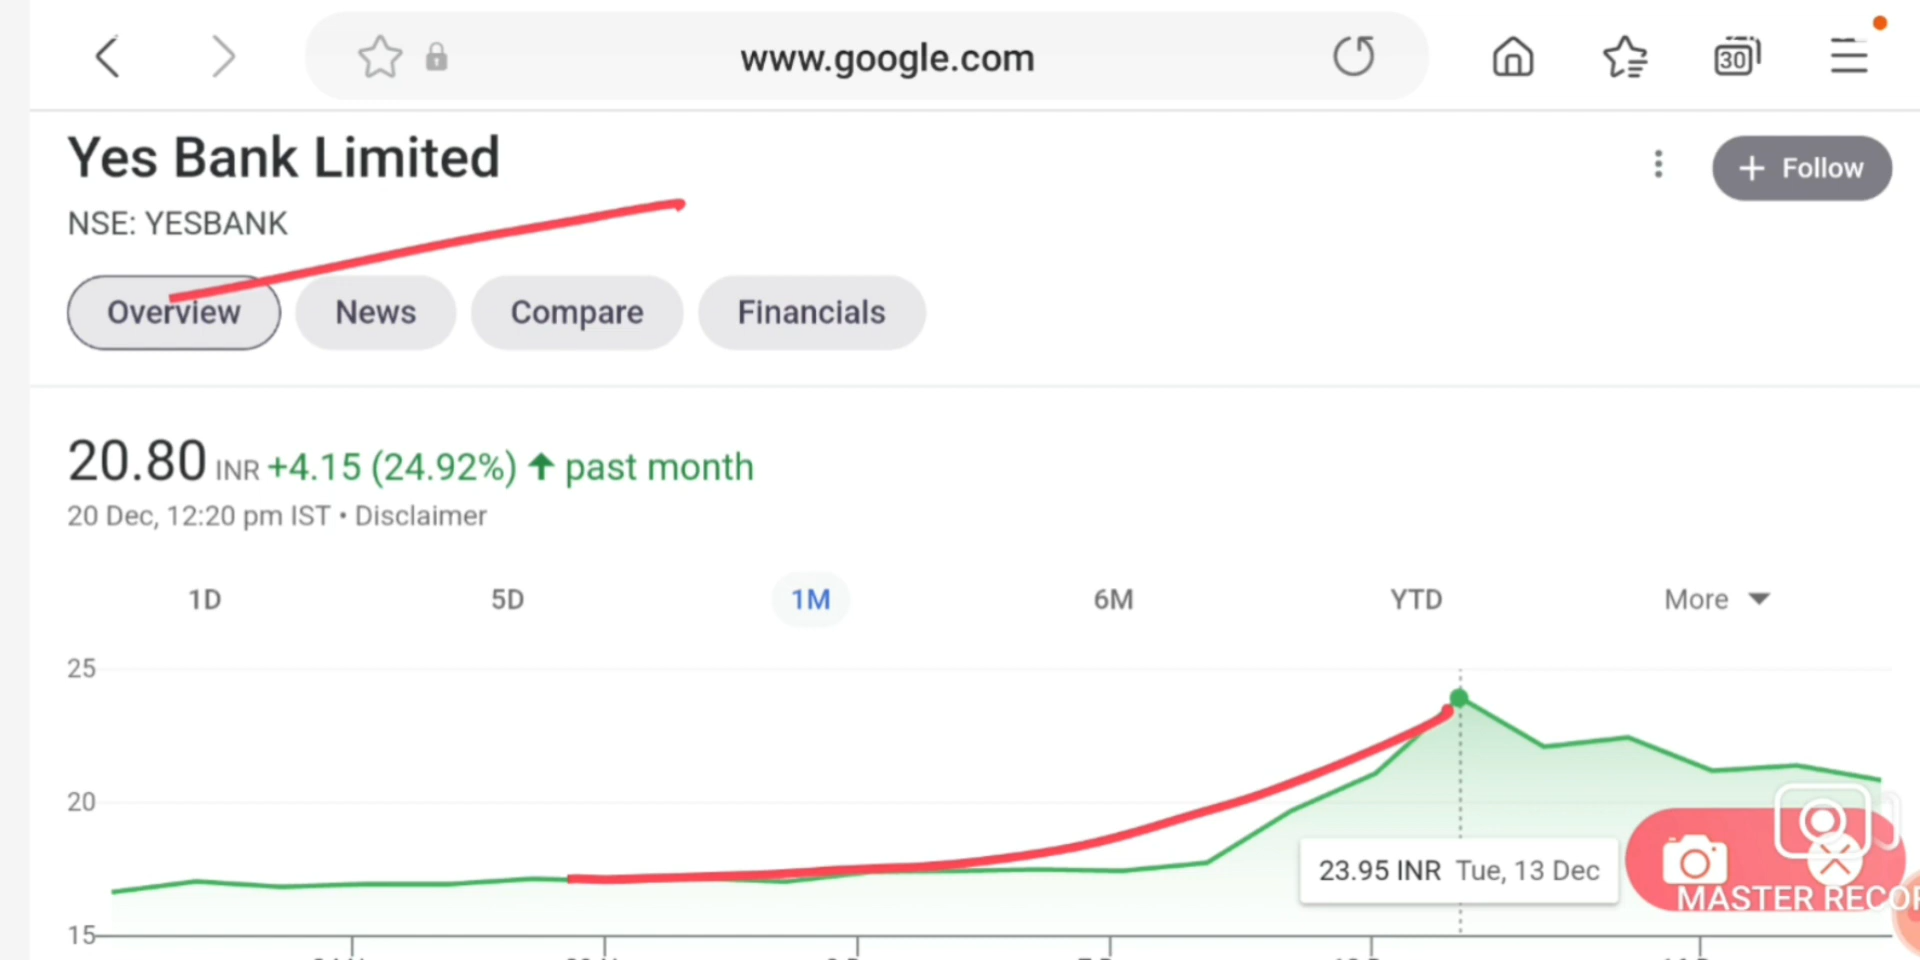 www.google.com
30
Yes Bank Limited
+ Follow
NSE: YESBANK
Overview
News
Compare
Financials
20.80 INR +4.15 (24.92%) ↑ past month
20 Dec, 12:20 pm IST • Disclaimer
1D
5D
1M
6M
YTD
More
25
20
23.95 INR Tue, 13 Dec
MASTER RECOR
15